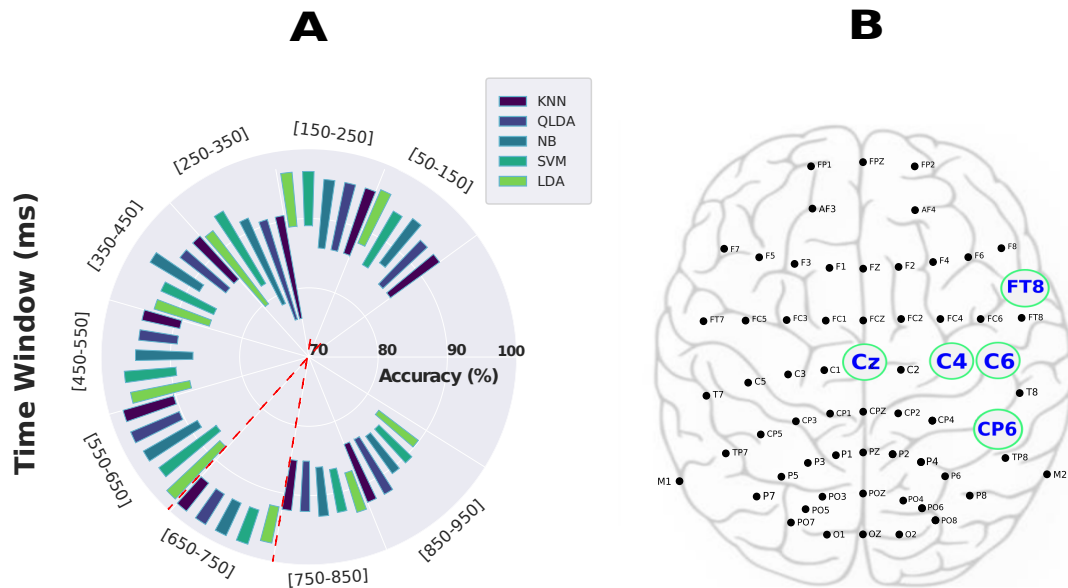 A
B
KNN
QLDA
NB
SVM
LDA
[50-150]
[150-250]
[250-350]
[350-450]
[450-550]
[550-650]
[650-750]
[750-850]
[850-950]
Time Window (ms)
70 80 90 100
Accuracy (%)
FP1 FPZ FP2
AF3 AF4
F7 F5 F3 F1 FZ F2 F4 F6 F8
FT8
FT7 FC5 FC3 FC1 FCZ FC2 FC4 FC6 FT8
Cz C4 C6
T7 C5 C3 C1 C2 T8
CP6
CP5 CP3 CP1 CPZ CP2 CP4
TP7 TP8
M1 P7 P5 P3 P1 PZ P2 P4 P6 P8 M2
PO7 PO5 PO3 POZ PO4 PO6 PO8
O1 OZ O2